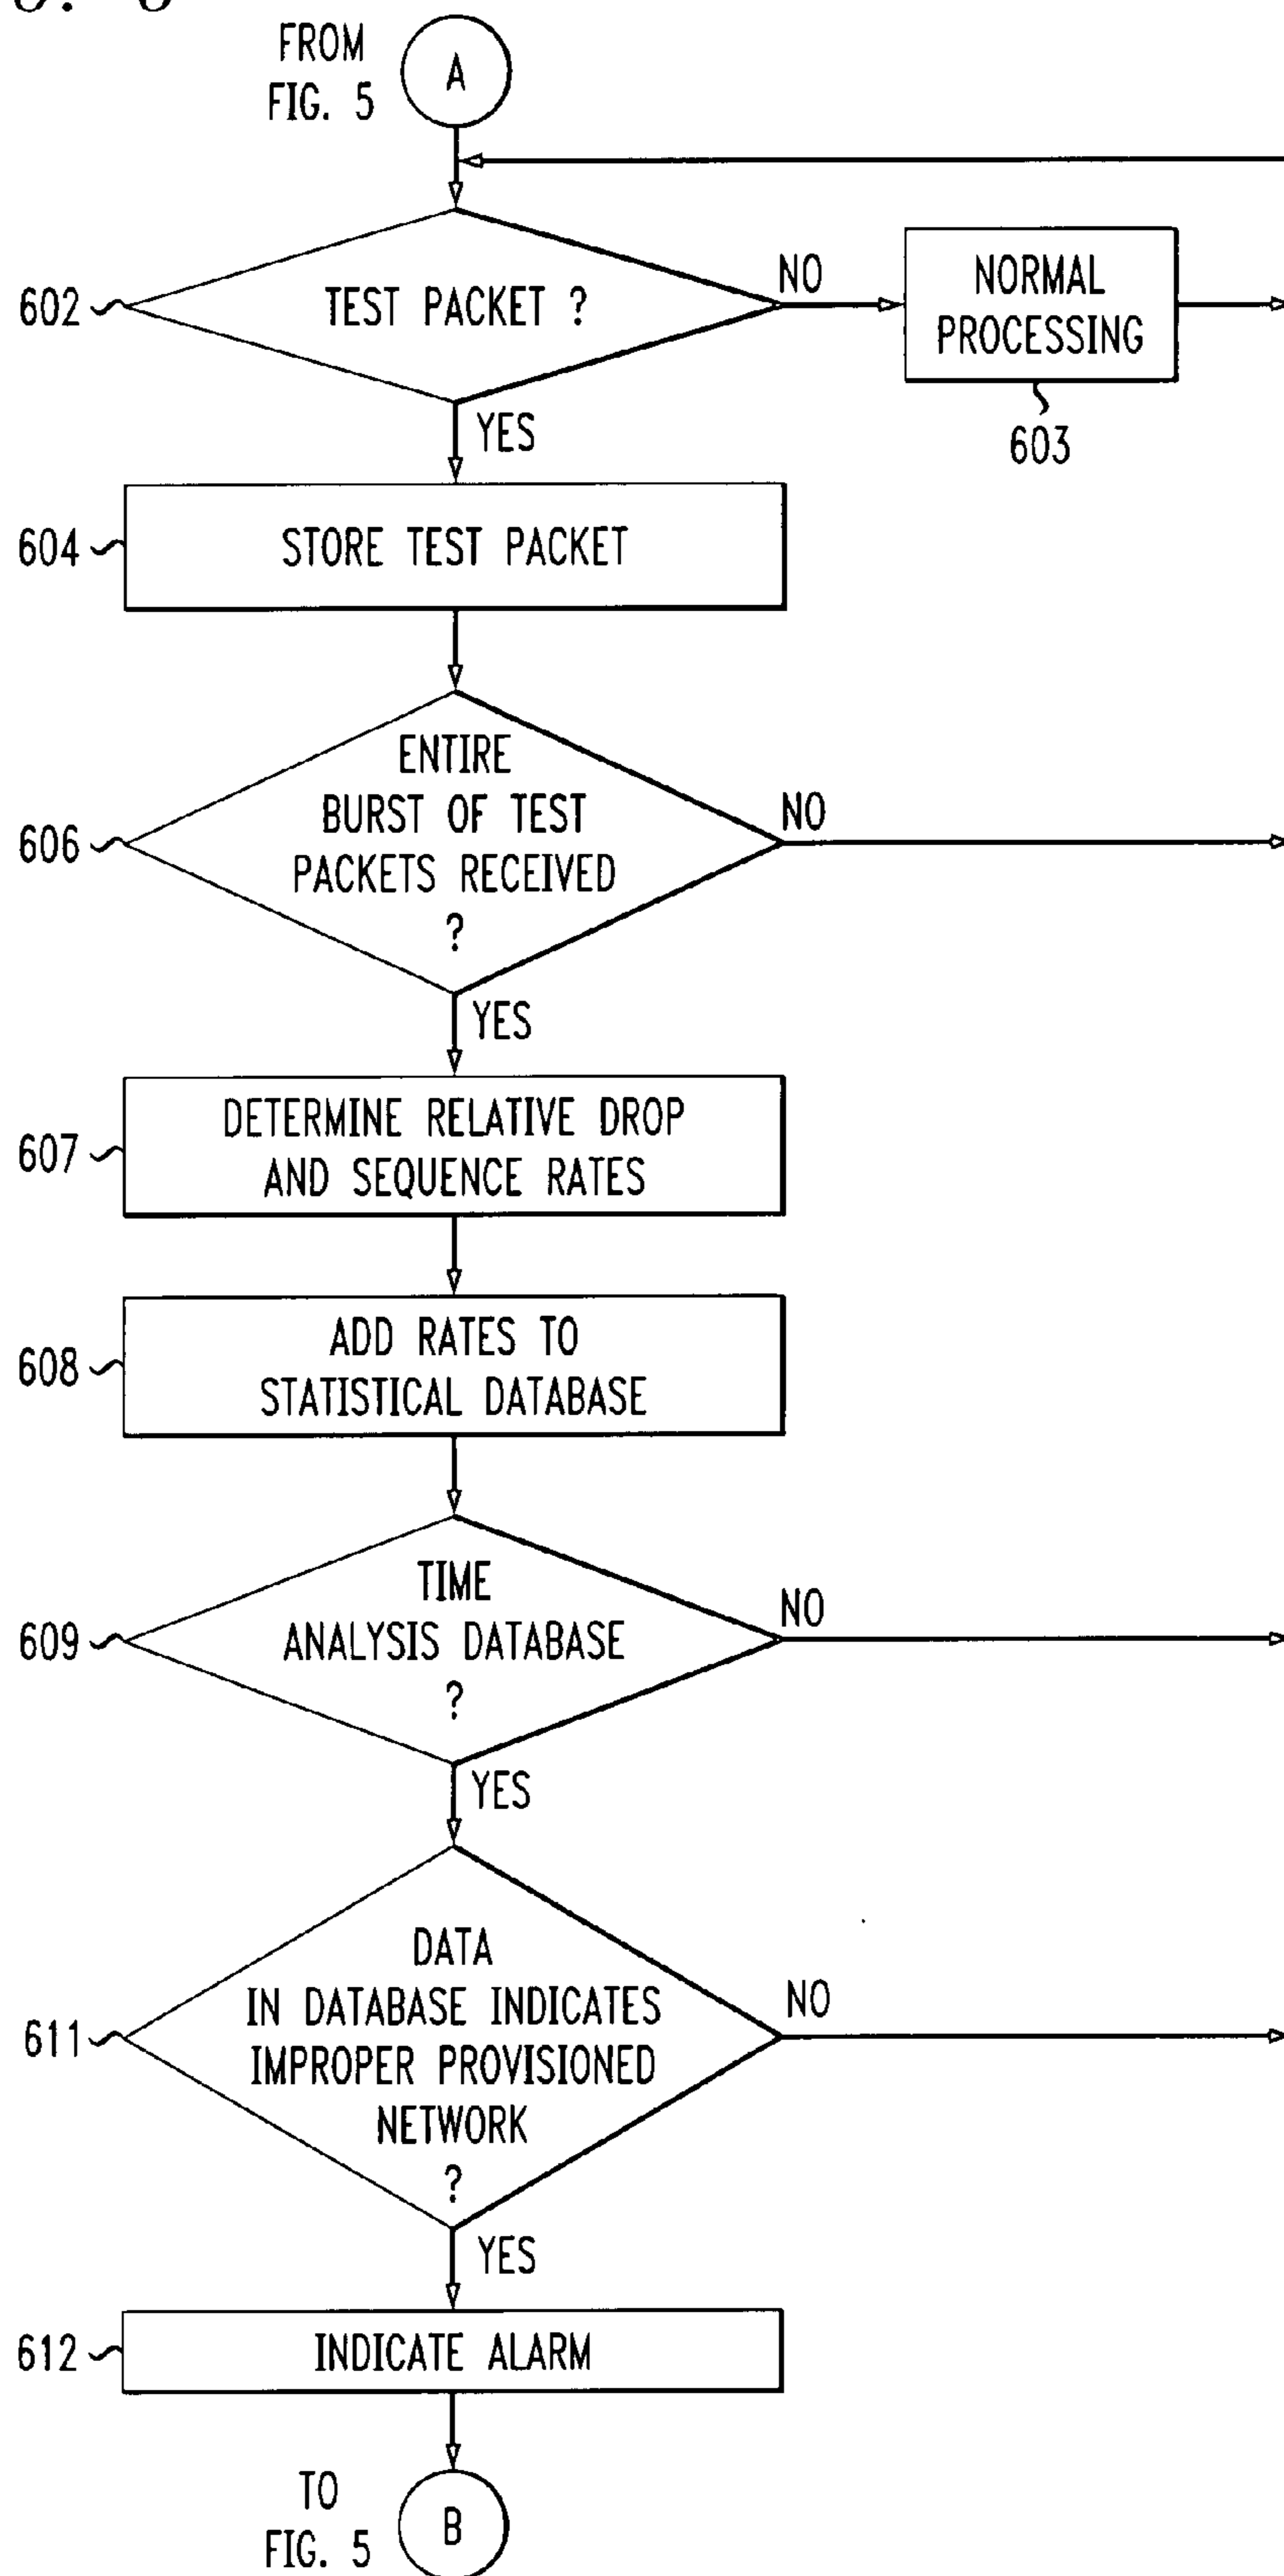 FROM
FIG. 5
A
602
TEST PACKET ?
NO
NORMAL
PROCESSING
603
YES
604
STORE TEST PACKET
606
ENTIRE
BURST OF TEST
PACKETS RECEIVED
?
NO
YES
607
DETERMINE RELATIVE DROP
AND SEQUENCE RATES
608
ADD RATES TO
STATISTICAL DATABASE
609
TIME
ANALYSIS DATABASE
?
NO
YES
611
DATA
IN DATABASE INDICATES
IMPROPER PROVISIONED
NETWORK
?
NO
YES
612
INDICATE ALARM
TO
FIG. 5
B